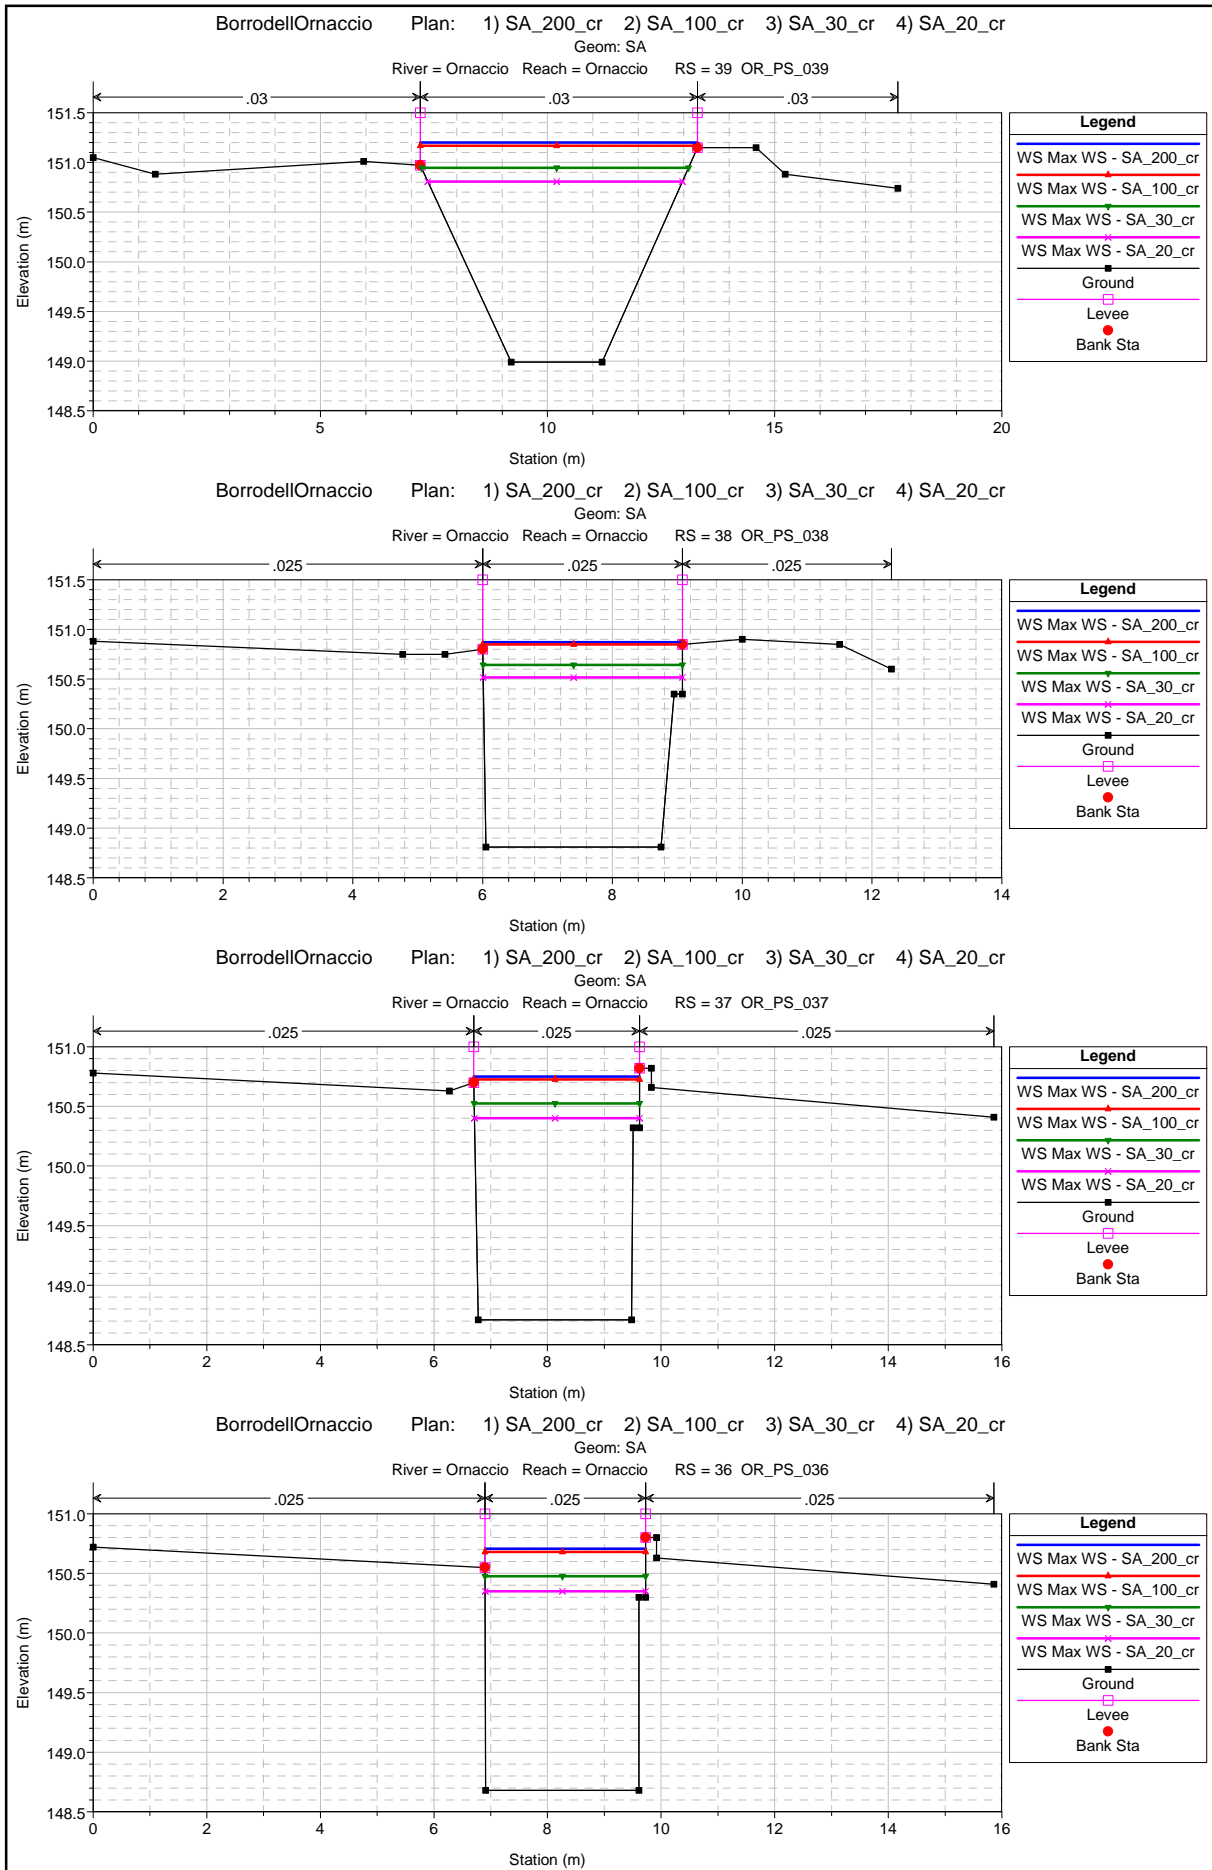 BorrodellOrnaccio Plan: 1) SA_200_cr 2) SA_100_cr 3) SA_30_cr 4) SA_20_cr
Geom: SA
River = Ornaccio Reach = Ornaccio RS = 39 OR_PS_039
.03 .03 .03
151.5
151.0
150.5
150.0
149.5
149.0
148.5
Elevation (m)
0 5 10 15 20
Station (m)
Legend
WS Max WS - SA_200_cr
WS Max WS - SA_100_cr
WS Max WS - SA_30_cr
WS Max WS - SA_20_cr
Ground
Levee
Bank Sta
BorrodellOrnaccio Plan: 1) SA_200_cr 2) SA_100_cr 3) SA_30_cr 4) SA_20_cr
Geom: SA
River = Ornaccio Reach = Ornaccio RS = 38 OR_PS_038
.025 .025 .025
151.5
151.0
150.5
150.0
149.5
149.0
148.5
Elevation (m)
0 2 4 6 8 10 12 14
Station (m)
Legend
WS Max WS - SA_200_cr
WS Max WS - SA_100_cr
WS Max WS - SA_30_cr
WS Max WS - SA_20_cr
Ground
Levee
Bank Sta
BorrodellOrnaccio Plan: 1) SA_200_cr 2) SA_100_cr 3) SA_30_cr 4) SA_20_cr
Geom: SA
River = Ornaccio Reach = Ornaccio RS = 37 OR_PS_037
.025 .025 .025
151.0
150.5
150.0
149.5
149.0
148.5
Elevation (m)
0 2 4 6 8 10 12 14 16
Station (m)
Legend
WS Max WS - SA_200_cr
WS Max WS - SA_100_cr
WS Max WS - SA_30_cr
WS Max WS - SA_20_cr
Ground
Levee
Bank Sta
BorrodellOrnaccio Plan: 1) SA_200_cr 2) SA_100_cr 3) SA_30_cr 4) SA_20_cr
Geom: SA
River = Ornaccio Reach = Ornaccio RS = 36 OR_PS_036
.025 .025 .025
151.0
150.5
150.0
149.5
149.0
148.5
Elevation (m)
0 2 4 6 8 10 12 14 16
Station (m)
Legend
WS Max WS - SA_200_cr
WS Max WS - SA_100_cr
WS Max WS - SA_30_cr
WS Max WS - SA_20_cr
Ground
Levee
Bank Sta